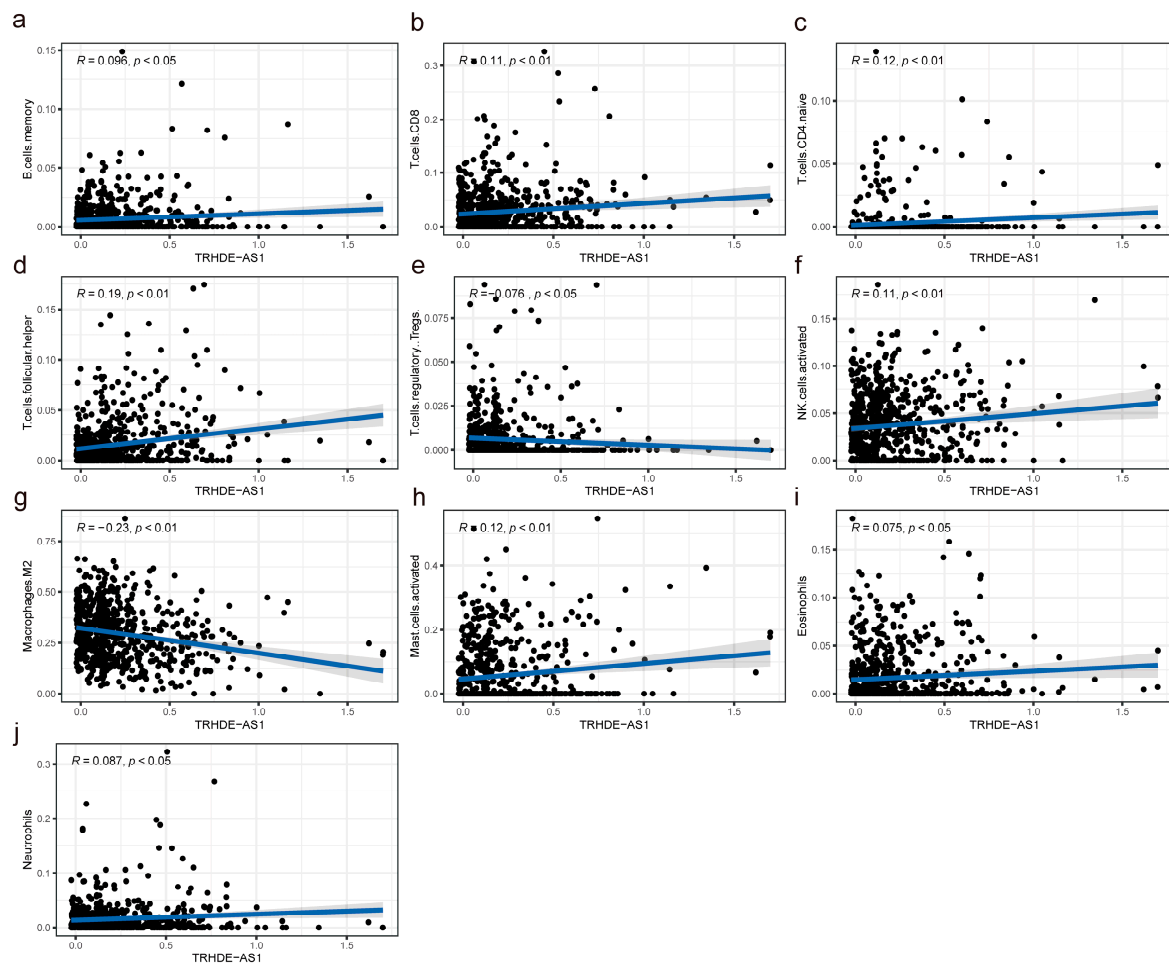 a
R = 0.096, p < 0.05
E.cells.memory
0.15
0.10
0.05
0.00
0.0 0.5 1.0 1.5
TRHDE-AS1
b
R = 0.11, p < 0.01
T.cells.CD8
0.3
0.2
0.1
0.0
0.0 0.5 1.0 1.5
TRHDE-AS1
c
R = 0.12, p < 0.01
T.cells.CD4.naive
0.10
0.05
0.00
0.0 0.5 1.0 1.5
TRHDE-AS1
d
R = 0.19, p < 0.01
T.cells.follicular.helper
0.15
0.10
0.05
0.00
0.0 0.5 1.0 1.5
TRHDE-AS1
e
R = -0.076, p < 0.05
T.cells.regulatory..Tregs.
0.075
0.050
0.025
0.000
0.0 0.5 1.0 1.5
TRHDE-AS1
f
R = 0.11, p < 0.01
NK.cells.activated
0.15
0.10
0.05
0.00
0.0 0.5 1.0 1.5
TRHDE-AS1
g
R = -0.23, p < 0.01
Macrophages.M2
0.75
0.50
0.25
0.00
0.0 0.5 1.0 1.5
TRHDE-AS1
h
R = 0.12, p < 0.01
Mast.cells.activated
0.4
0.2
0.0
0.0 0.5 1.0 1.5
TRHDE-AS1
i
R = 0.075, p < 0.05
Eosinophils
0.15
0.10
0.05
0.00
0.0 0.5 1.0 1.5
TRHDE-AS1
j
R = 0.087, p < 0.05
0.3
0.2
0.1
0.0
0.0 0.5 1.0 1.5
TRHDE-AS1